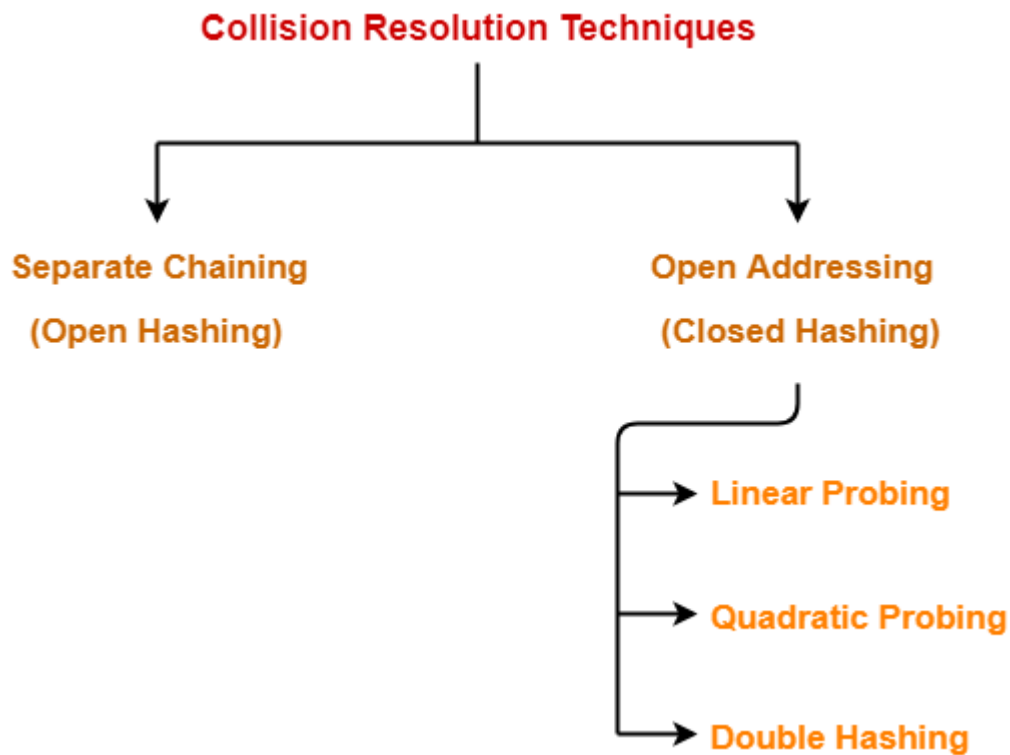 Collision Resolution Techniques
Separate Chaining
(Open Hashing)
Open Addressing
(Closed Hashing)
Linear Probing
Quadratic Probing
Double Hashing